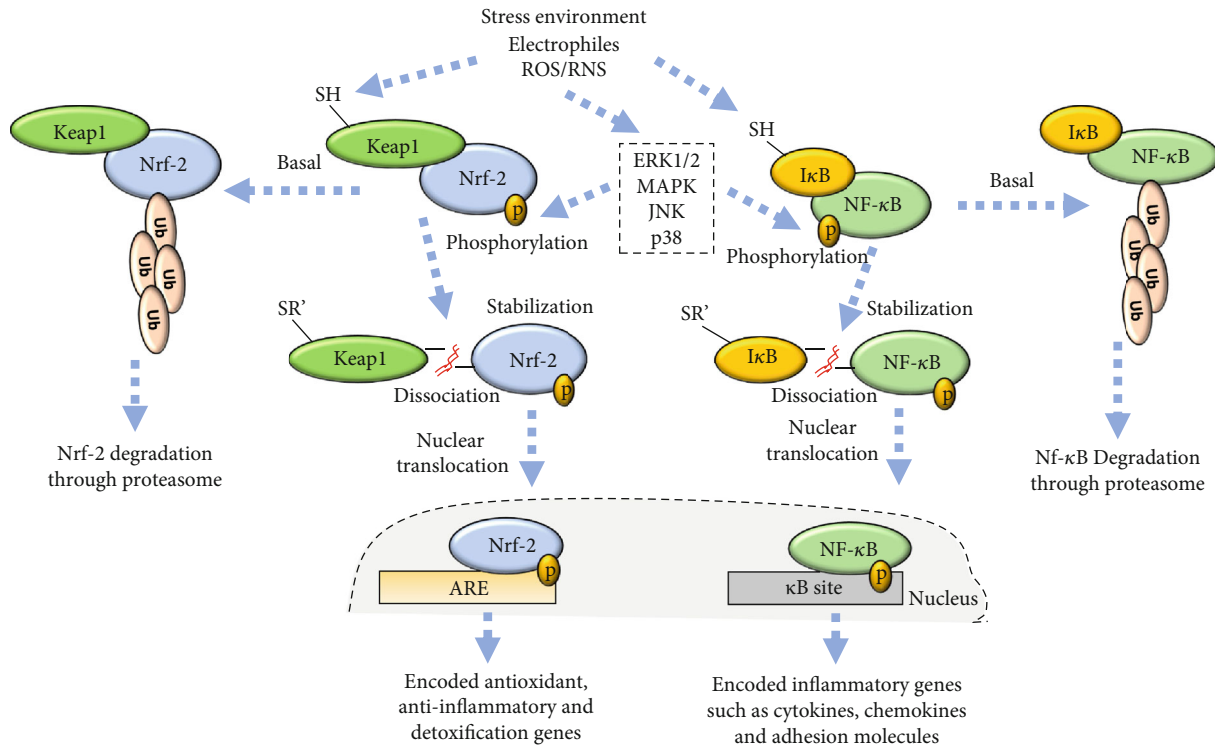 Stress environment
Electrophiles
ROS/RNS
SH
Keap1
Nrf-2
Ub
Ub
Ub
Ub
Basal
Keap1
Nrf-2
p
Phosphorylation
ERK1/2
MAPK
JNK
p38
SH
IκB
NF-κB
p
Phosphorylation
Basal
IκB
NF-κB
Ub
Ub
Ub
Ub
SR’
Keap1
Stabilization
Nrf-2
p
Dissociation
SR’
IκB
Stabilization
NF-κB
p
Dissociation
Nrf-2 degradation
through proteasome
Nuclear
translocation
Nuclear
translocation
Nf-κB Degradation
through proteasome
Nrf-2
p
ARE
NF-κB
p
κB site
Nucleus
Encoded antioxidant,
anti-inflammatory and
detoxification genes
Encoded inflammatory genes
such as cytokines, chemokines
and adhesion molecules